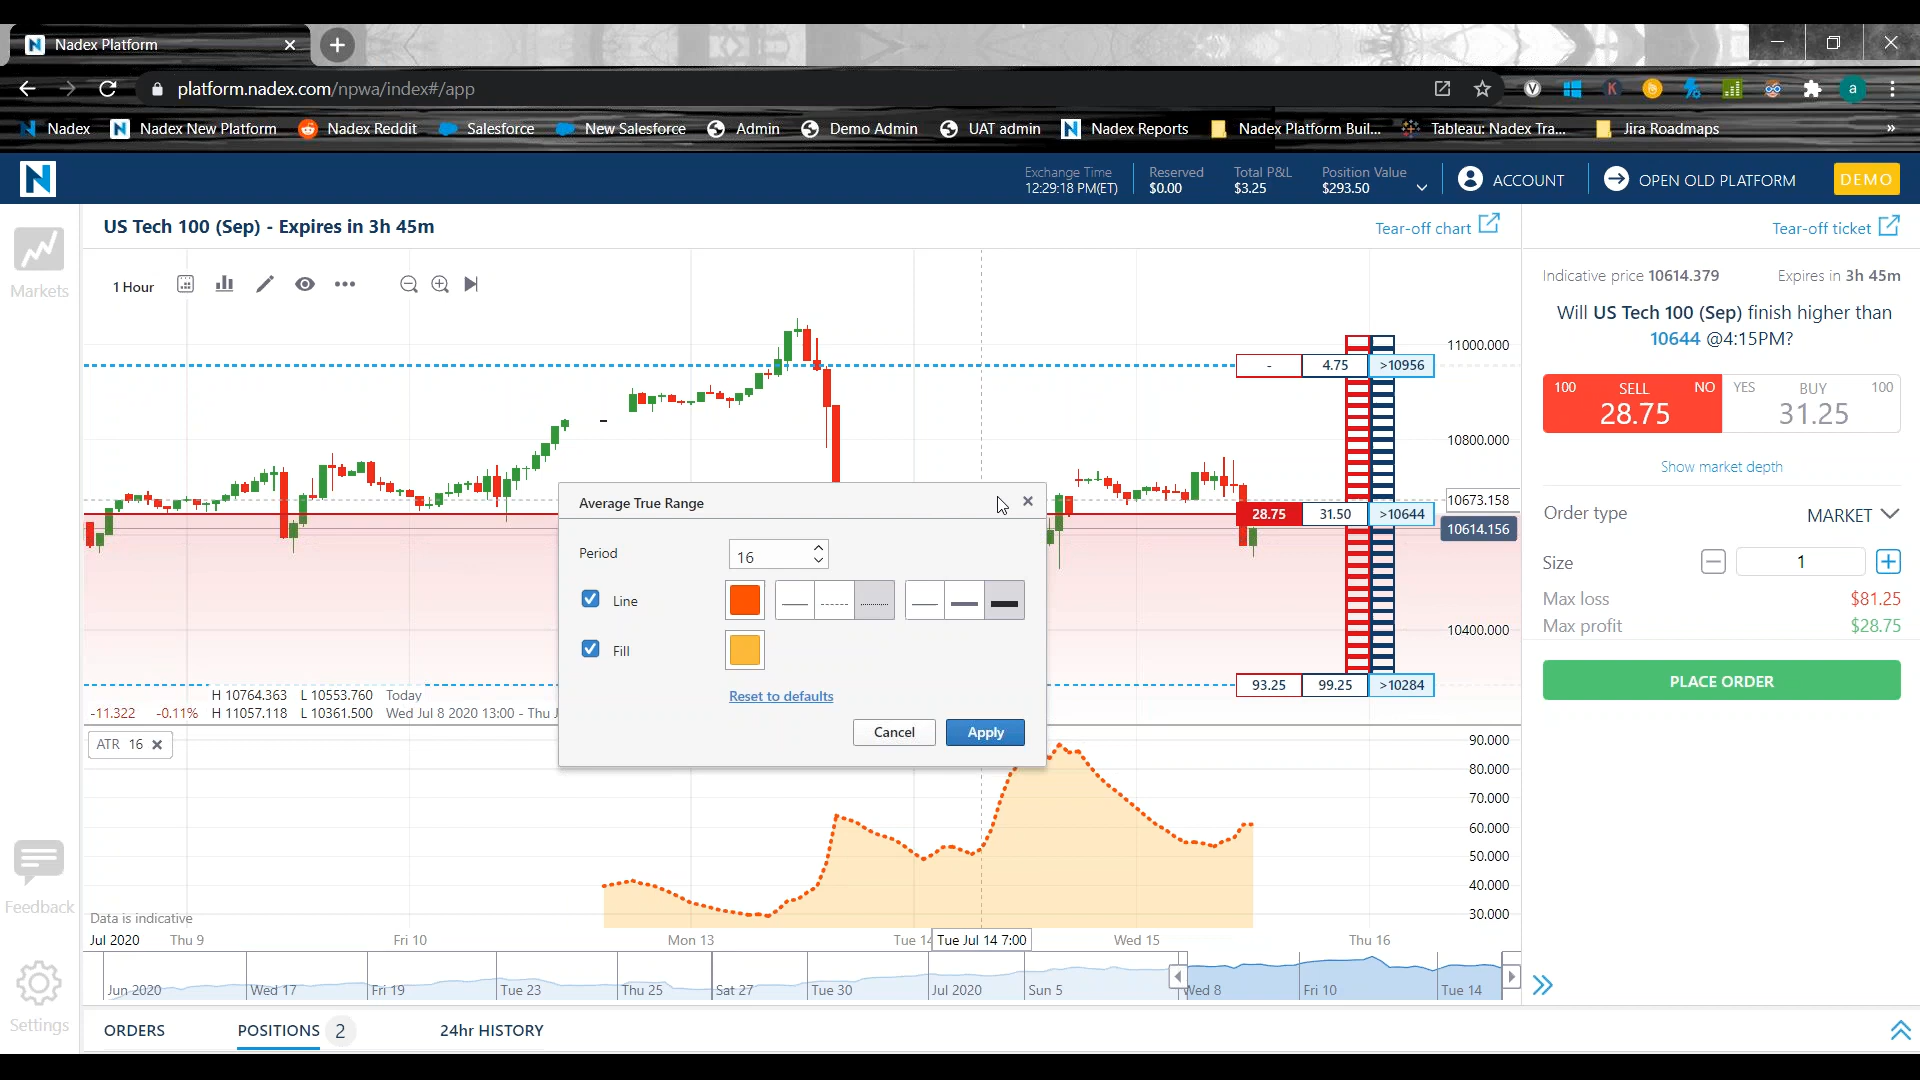 Nadex Platform
platform.nadex.com/npwa/index#/app
Nadex Nadex New Platform Nadex Reddit Salesforce New Salesforce Admin Demo Admin UAT admin Nadex Reports Nadex Platform Buil... Tableau: Nadex Tra... Jira Roadmaps »
Exchange Time
12:29:18 PM(ET)
Reserved
$0.00
Total P&L
$3.25
Position Value
$293.50
ACCOUNT
OPEN OLD PLATFORM
DEMO
Markets
Feedback
Settings
US Tech 100 (Sep) - Expires in 3h 45m
Tear-off chart
1 Hour
11000.000
10800.000
10673.158
10614.156
10400.000
- 4.75 >10956
28.75 31.50 >10644
93.25 99.25 >10284
Average True Range
Period 16
Line
Fill
Reset to defaults
Cancel Apply
H 10764.363 L 10553.760 Today
-11.322 -0.11% H 11057.118 L 10361.500 Wed Jul 8 2020 13:00 - Thu J
ATR 16
90.000
80.000
70.000
60.000
50.000
40.000
30.000
Data is indicative
Jul 2020 Thu 9 Fri 10 Mon 13 Tue 14 Tue Jul 14 7:00 Wed 15 Thu 16
Jun 2020 Wed 17 Fri 19 Tue 23 Thu 25 Sat 27 Tue 30 Jul 2020 Sun 5 Wed 8 Fri 10 Tue 14
ORDERS POSITIONS 2 24hr HISTORY
Tear-off ticket
Indicative price 10614.379 Expires in 3h 45m
Will US Tech 100 (Sep) finish higher than
10644 @4:15PM?
100 SELL NO
28.75
YES BUY 100
31.25
Show market depth
Order type MARKET
Size 1
Max loss $81.25
Max profit $28.75
PLACE ORDER